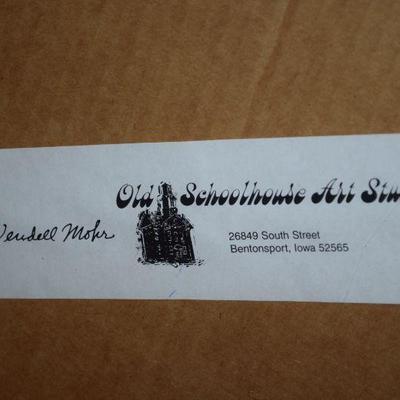 Old Schoolhouse Art Stu
Wendell Mohr
26849 South Street
Bentonsport, Iowa 52565